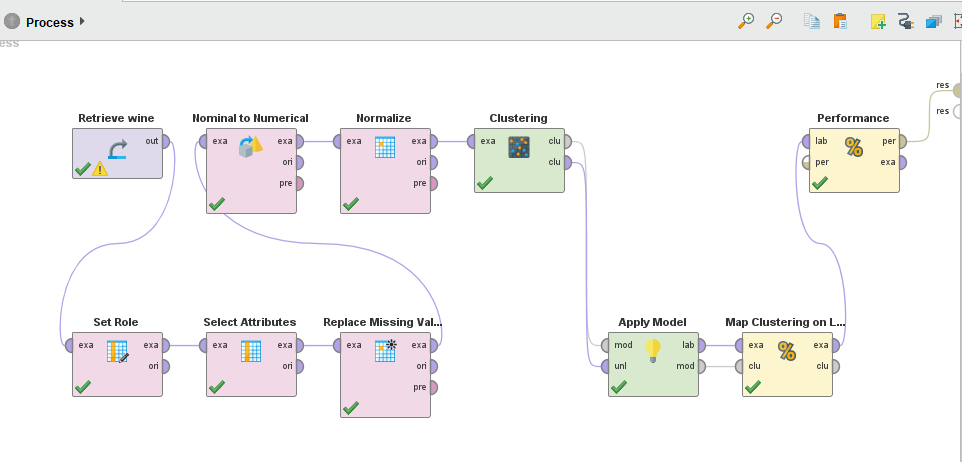 Process
ess
res
res
Retrieve wine
out
Nominal to Numerical
exa exa
ori
pre
Normalize
exa exa
ori
pre
Clustering
exa clu
clu
Performance
lab % per
per exa
Set Role
exa exa
ori
Select Attributes
exa exa
ori
Replace Missing Val...
exa exa
ori
pre
Apply Model
mod lab
unl mod
Map Clustering on L...
exa % exa
clu clu